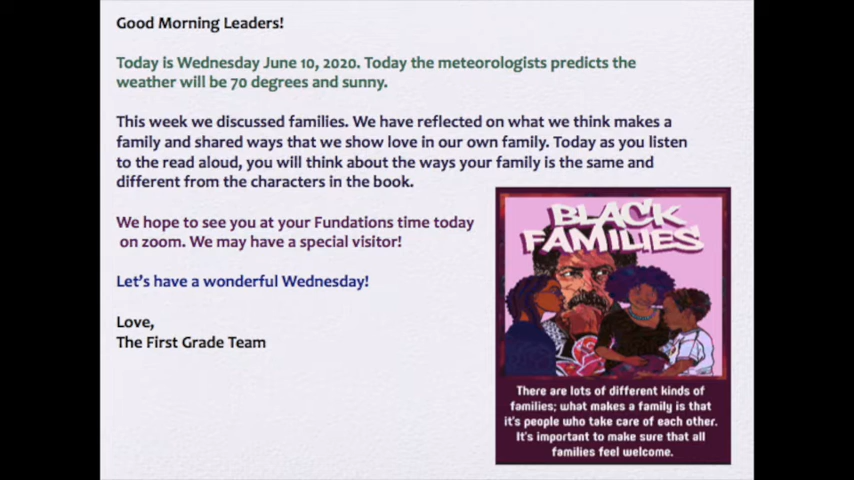 Good Morning Leaders!
Today is Wednesday June 10, 2020. Today the meteorologists predicts the
weather will be 70 degrees and sunny.
This week we discussed families. We have reflected on what we think makes a
family and shared ways that we show love in our own family. Today as you listen
to the read aloud, you will think about the ways your family is the same and
different from the characters in the book.
We hope to see you at your Fundations time today
on zoom. We may have a special visitor!
Let's have a wonderful Wednesday!
Love,
The First Grade Team
BLACK
FAMILIES
There are lots of different kinds of
families; what makes a family is that
it's people who take care of each other.
It's important to make sure that all
families feel welcome.